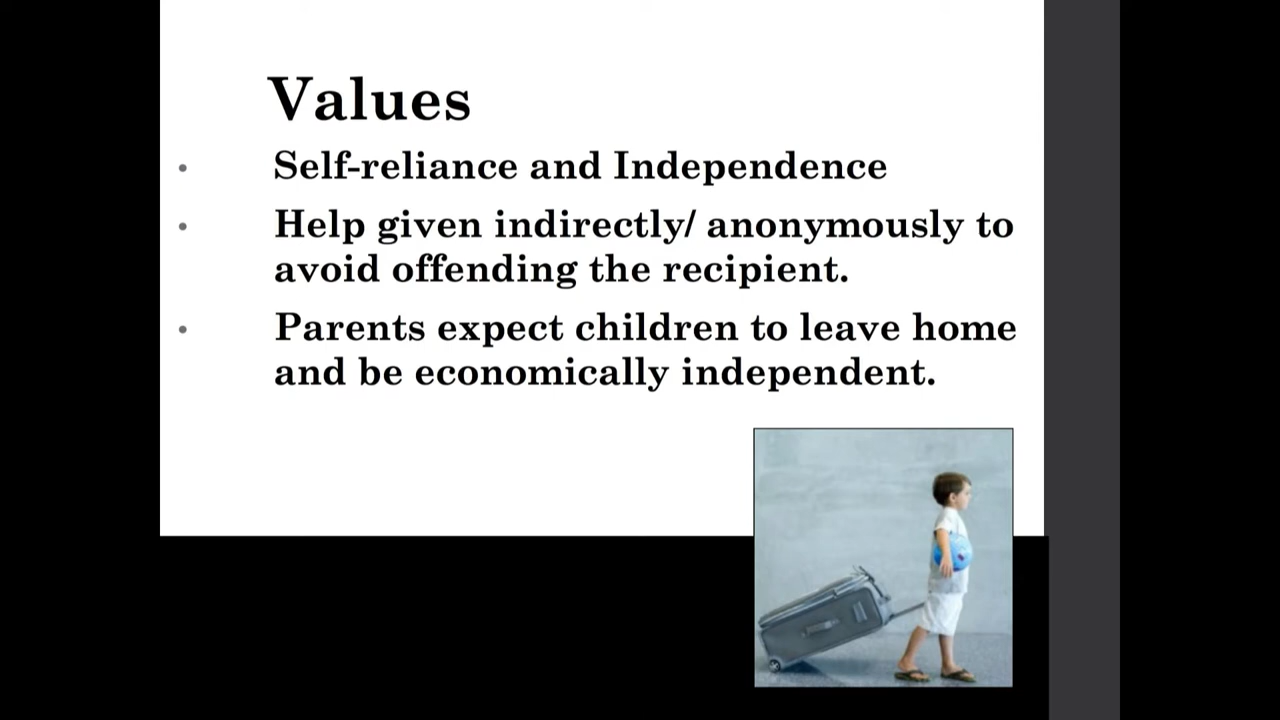 Values
• Self-reliance and Independence
• Help given indirectly/ anonymously to
avoid offending the recipient.
• Parents expect children to leave home
and be economically independent.